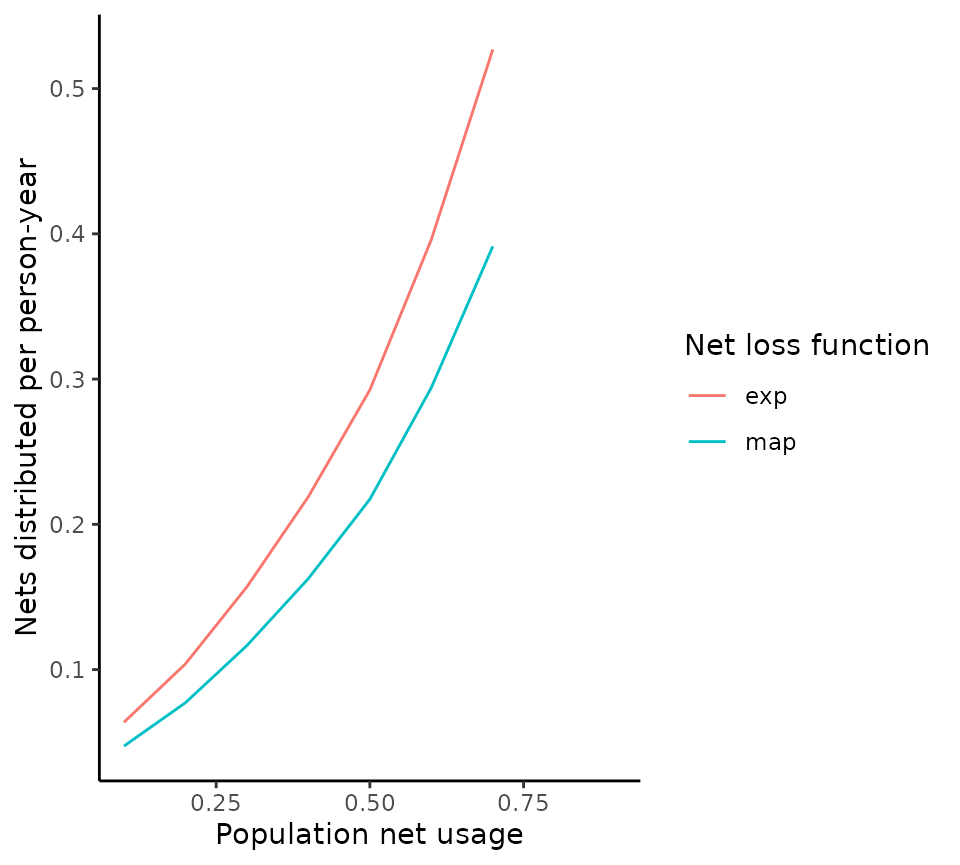 Nets distributed per person-year
0.5
0.4
0.3
0.2
0.1
0.25 0.50 0.75
Population net usage
Net loss function
exp
map